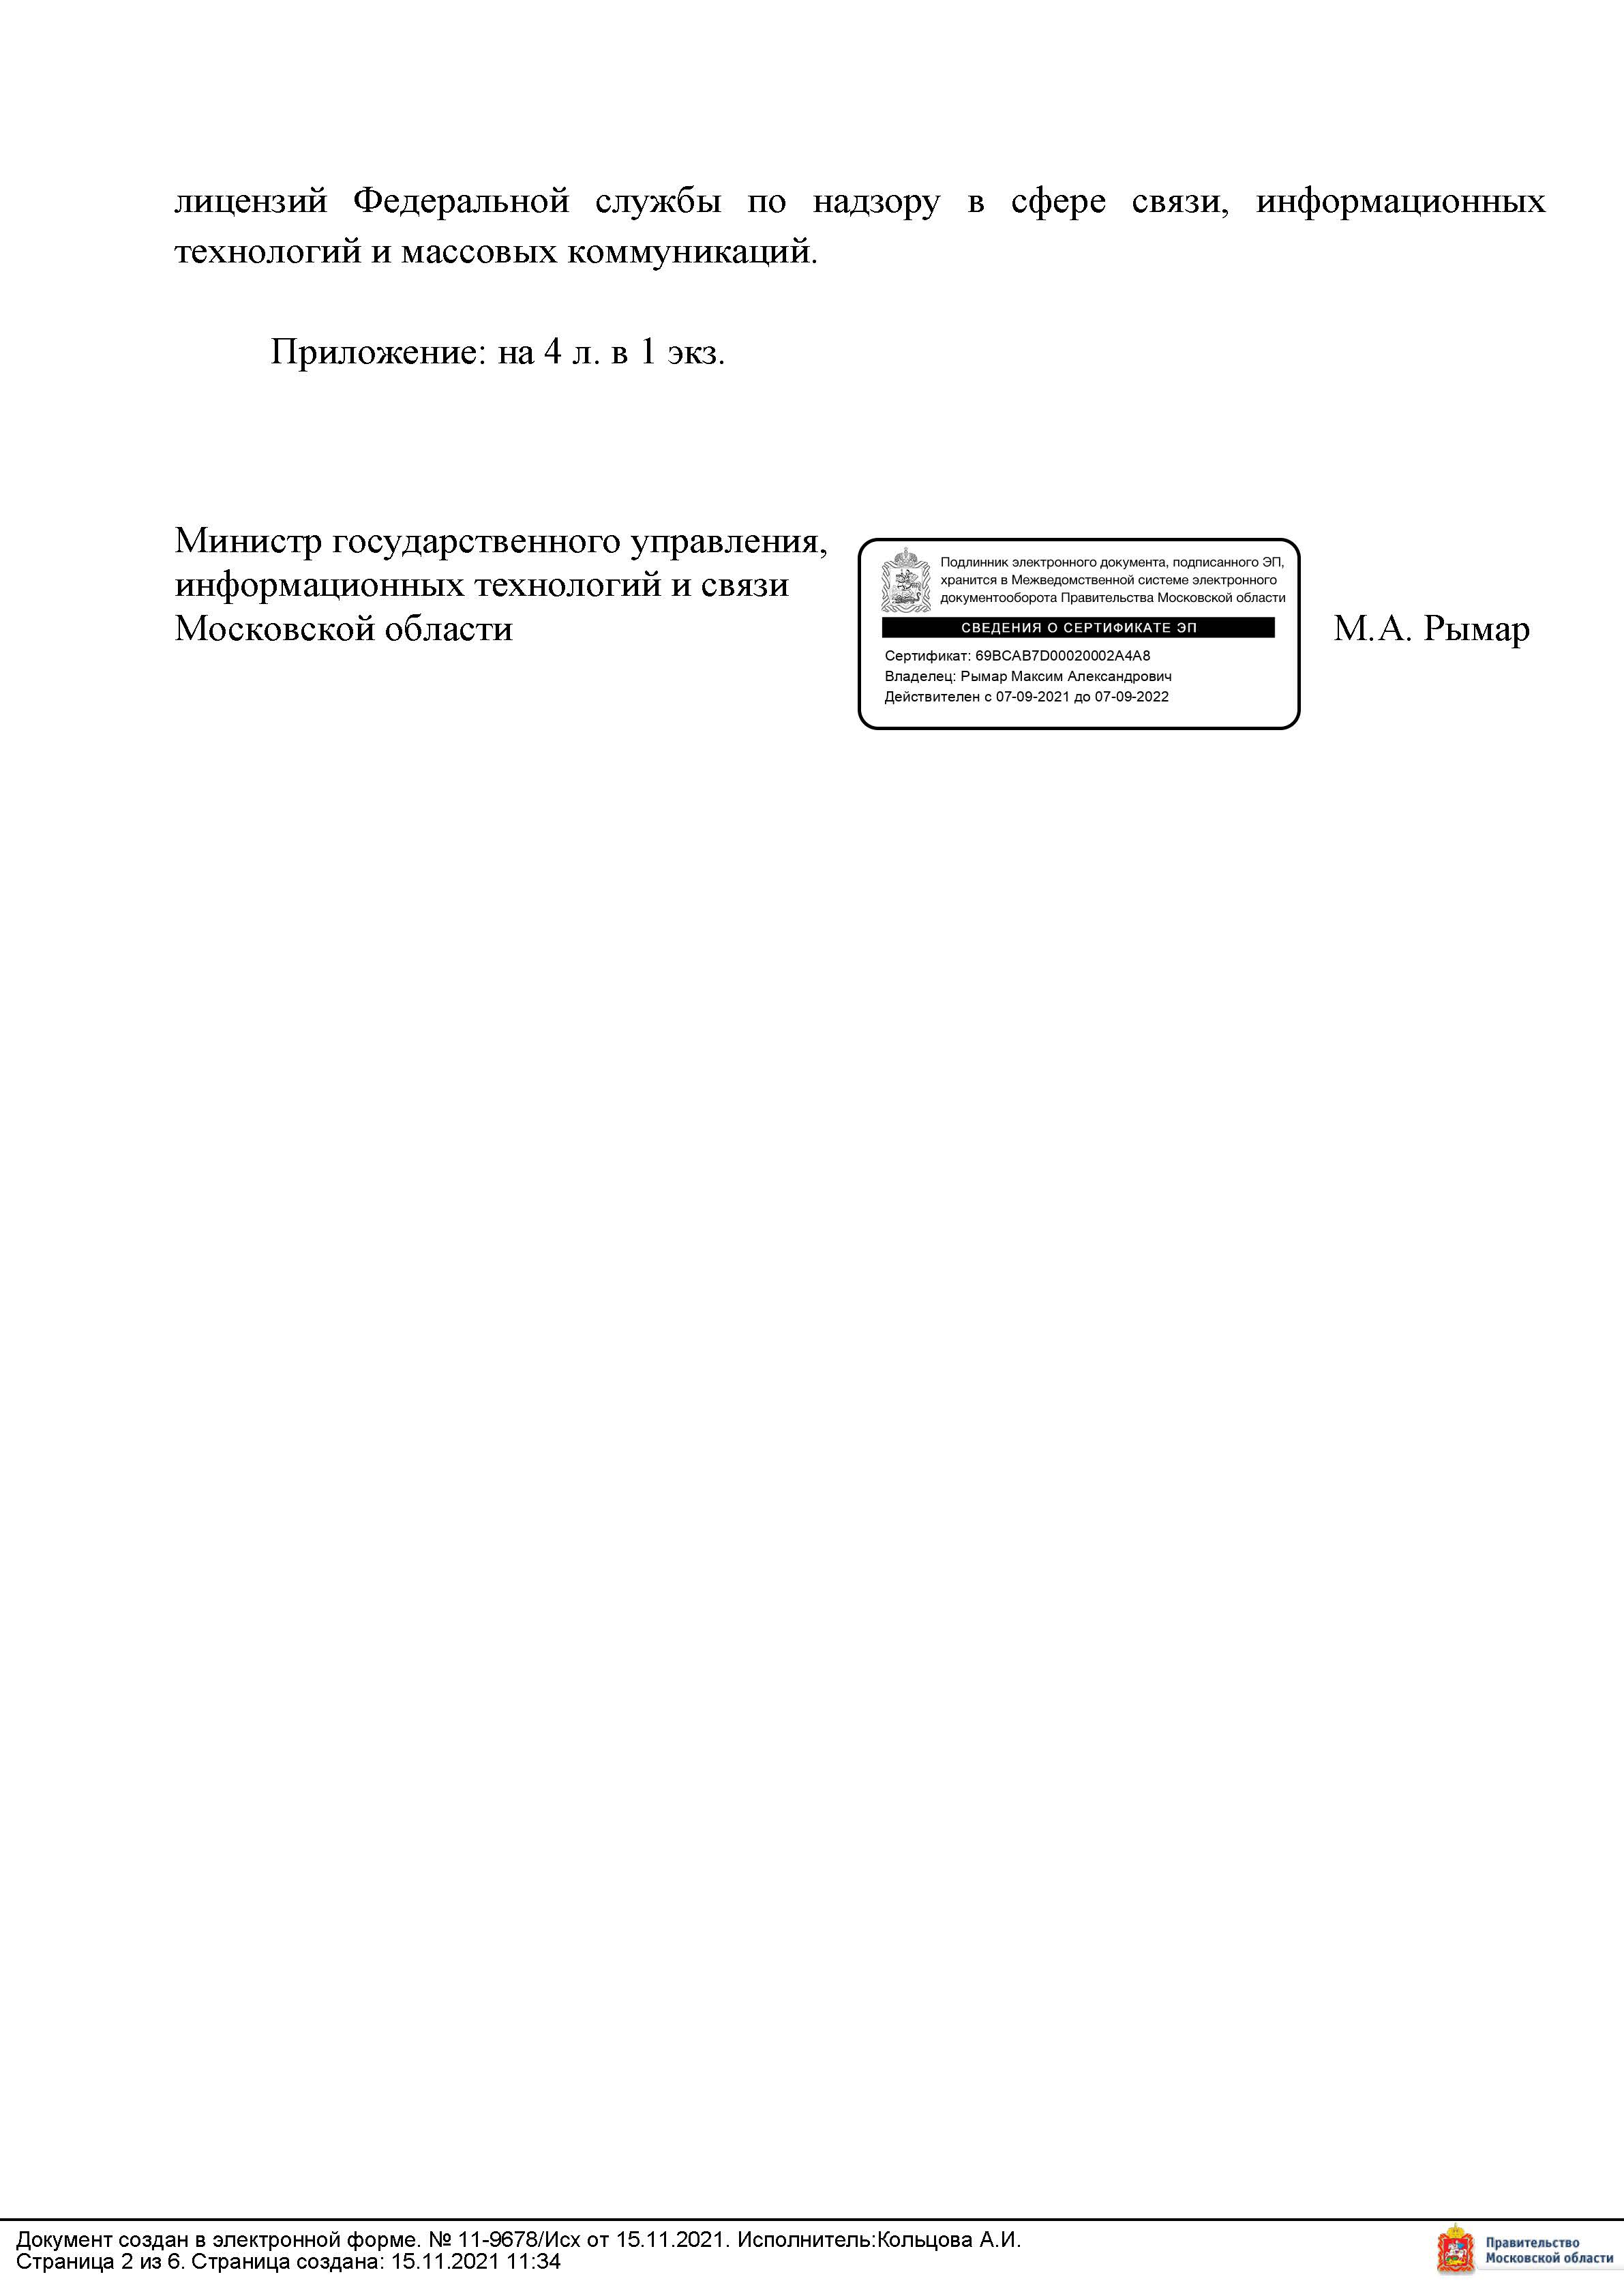 лицензий Федеральной службы по надзору в сфере связи, информационных
технологий и массовых коммуникаций.
Приложение: на 4 л. в 1 экз.
Министр государственного управления,
информационных технологий и связи
Московской области
Подлинник электронного документа, подписанного ЭП,
хранится в Межведомственной системе электронного
документооборота Правительства Московской области
СВЕДЕНИЯ О СЕРТИФИКАТЕ ЭП
Сертификат: 69BCAB7D00020002A4A8
Владелец: Рымар Максим Александрович
Действителен с 07-09-2021 до 07-09-2022
М.А. Рымар
Документ создан в электронной форме. № 11-9678/Исх от 15.11.2021. Исполнитель:Кольцова А.И.
Страница 2 из 6. Страница создана: 15.11.2021 11:34
Правительство
Московской области